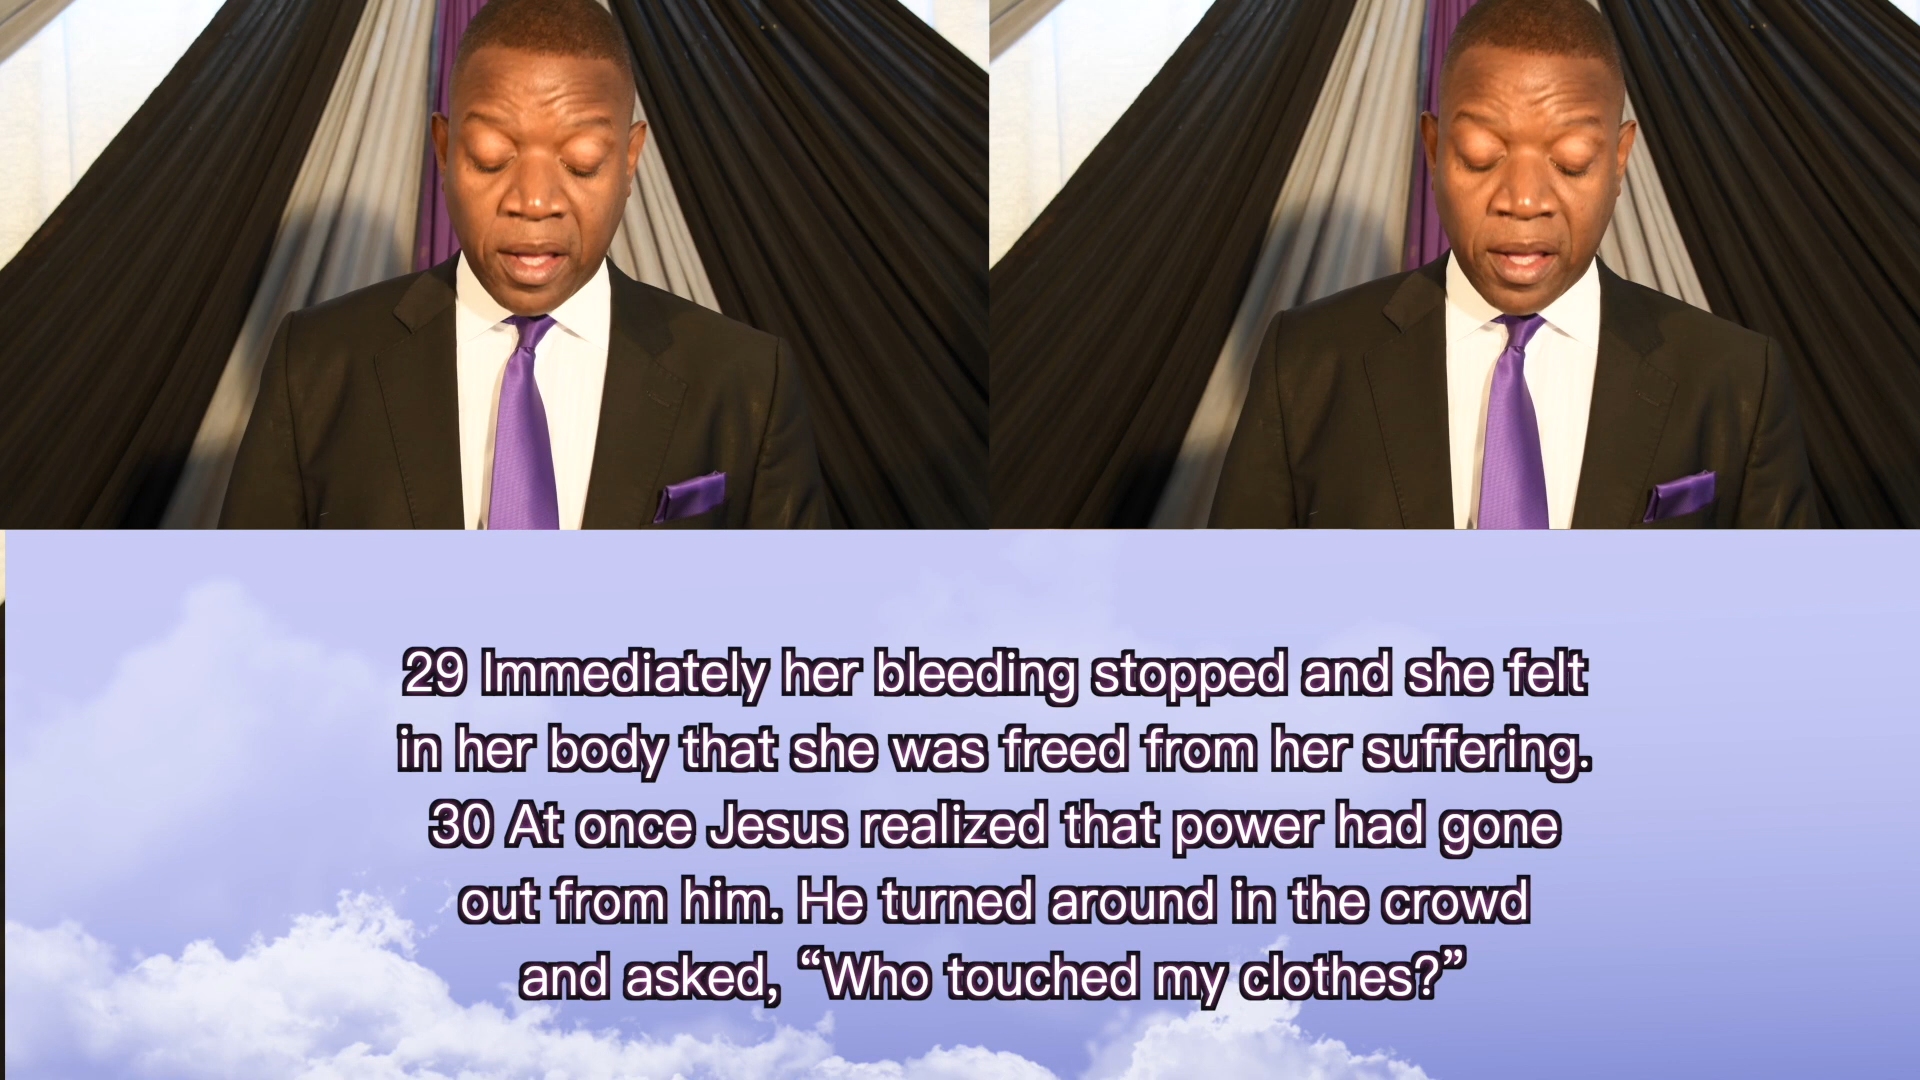 29 Immediately her bleeding stopped and she felt
in her body that she was freed from her suffering.
30 At once Jesus realized that power had gone
out from him. He turned around in the crowd
and asked, “Who touched my clothes?”